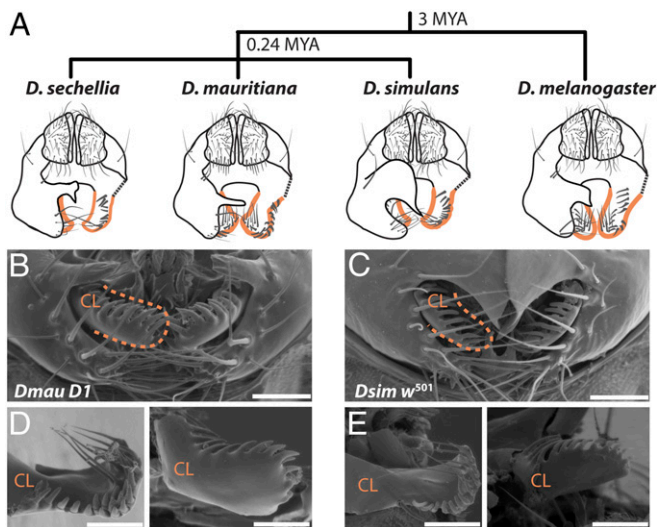 A
3 MYA
0.24 MYA
D. sechellia
D. mauritiana
D. simulans
D. melanogaster
B
CL
Dmau D1
C
CL
Dsim w501
D
CL
CL
E
CL
CL